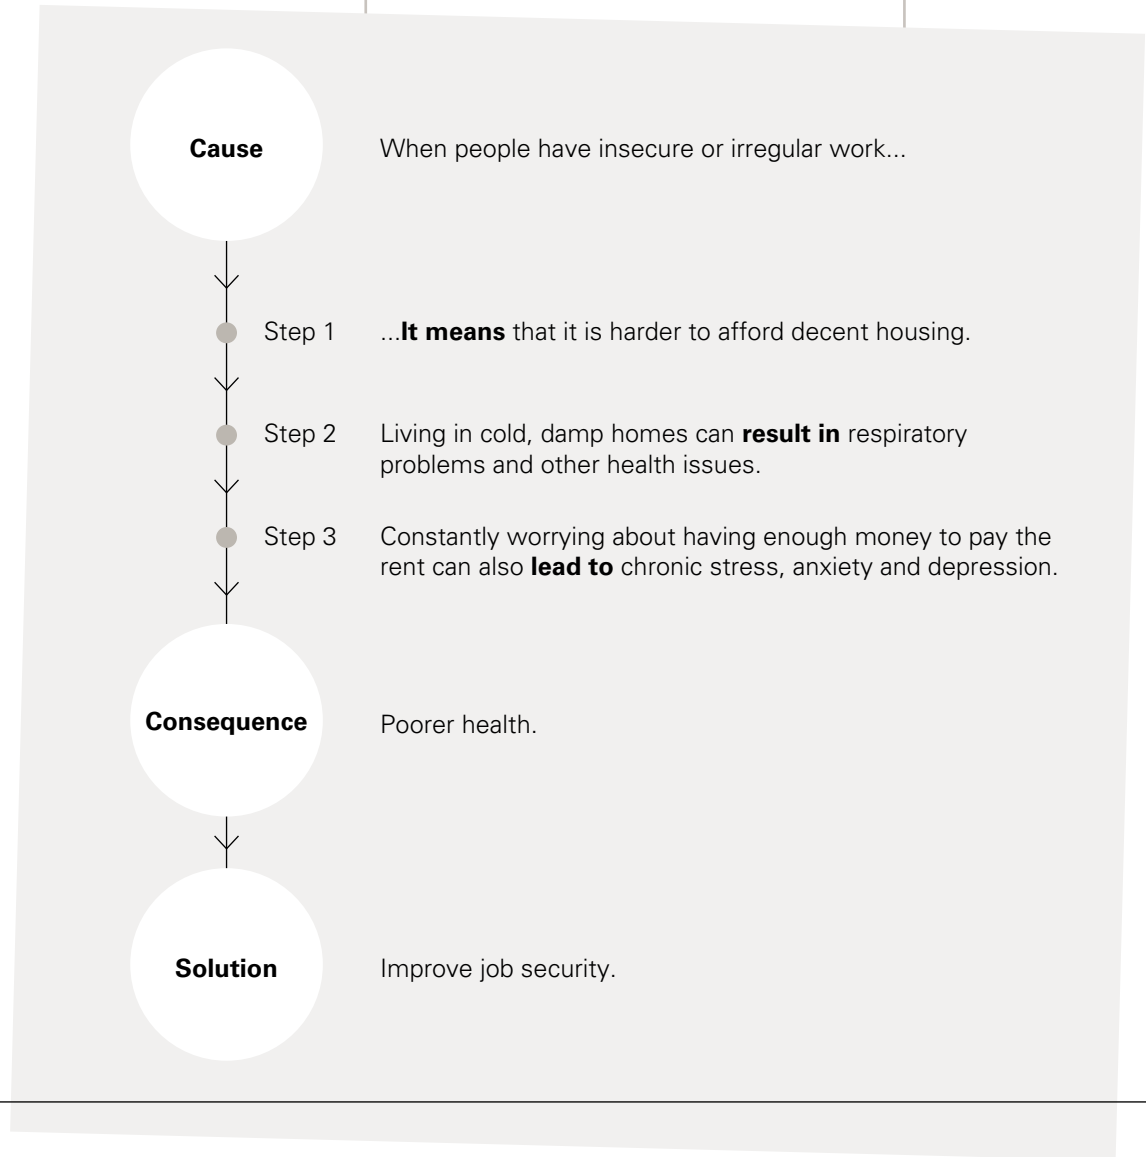 Cause
When people have insecure or irregular work...
Step 1
...It means that it is harder to afford decent housing.
Step 2
Living in cold, damp homes can result in respiratory
problems and other health issues.
Step 3
Constantly worrying about having enough money to pay the
rent can also lead to chronic stress, anxiety and depression.
Consequence
Poorer health.
Solution
Improve job security.